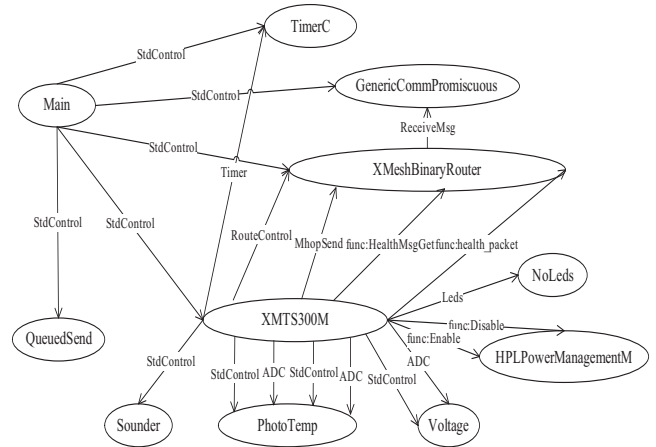 TimerC
StdControl
GenericCommPromiscuous
StdControl
Main
ReceiveMsg
StdControl
XMeshBinaryRouter
Timer
StdControl
StdControl
RouteControl
MhopSend
func:HealthMsgGet
func:health_packet
NoLeds
Leds
XMTS300M
func:Disable
func:Enable
QueuedSend
HPLPowerManagementM
StdControl
StdControl
ADC
StdControl
ADC
StdControl
ADC
Sounder
PhotoTemp
Voltage